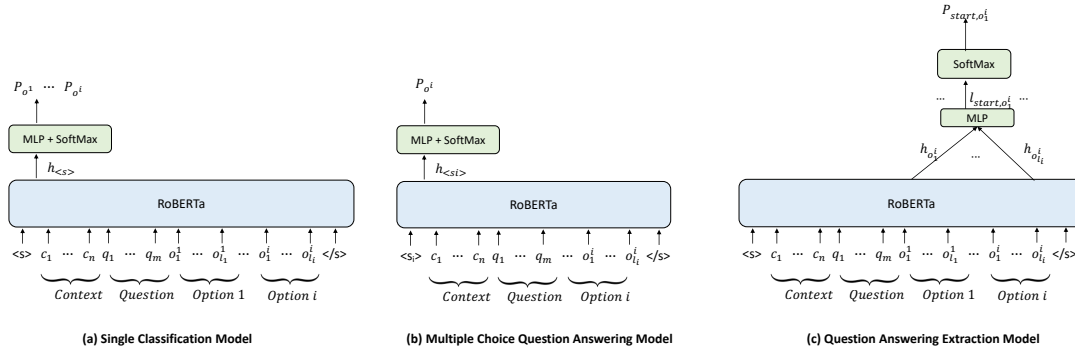 P_{o^1} ... P_{o^i}
MLP + SoftMax
h_{<s>}
RoBERTa
<s> c_1 ... c_n q_1 ... q_m o_1^1 ... o_{l_1}^1 ... o_1^i ... o_{l_i}^i </s>
Context Question Option 1 Option i
(a) Single Classification Model
P_{o^i}
MLP + SoftMax
h_{<si>}
RoBERTa
<s_i> c_1 ... c_n q_1 ... q_m ... o_1^i ... o_{l_i}^i </s>
Context Question Option i
(b) Multiple Choice Question Answering Model
P_{start,o_1^i}
SoftMax
... l_{start,o_1^i} ...
MLP
h_{o_1^i} ... h_{o_{l_i}^i}
RoBERTa
<s> c_1 ... c_n q_1 ... q_m o_1^1 ... o_{l_1}^1 ... o_1^i ... o_{l_i}^i </s>
Context Question Option 1 Option i
(c) Question Answering Extraction Model